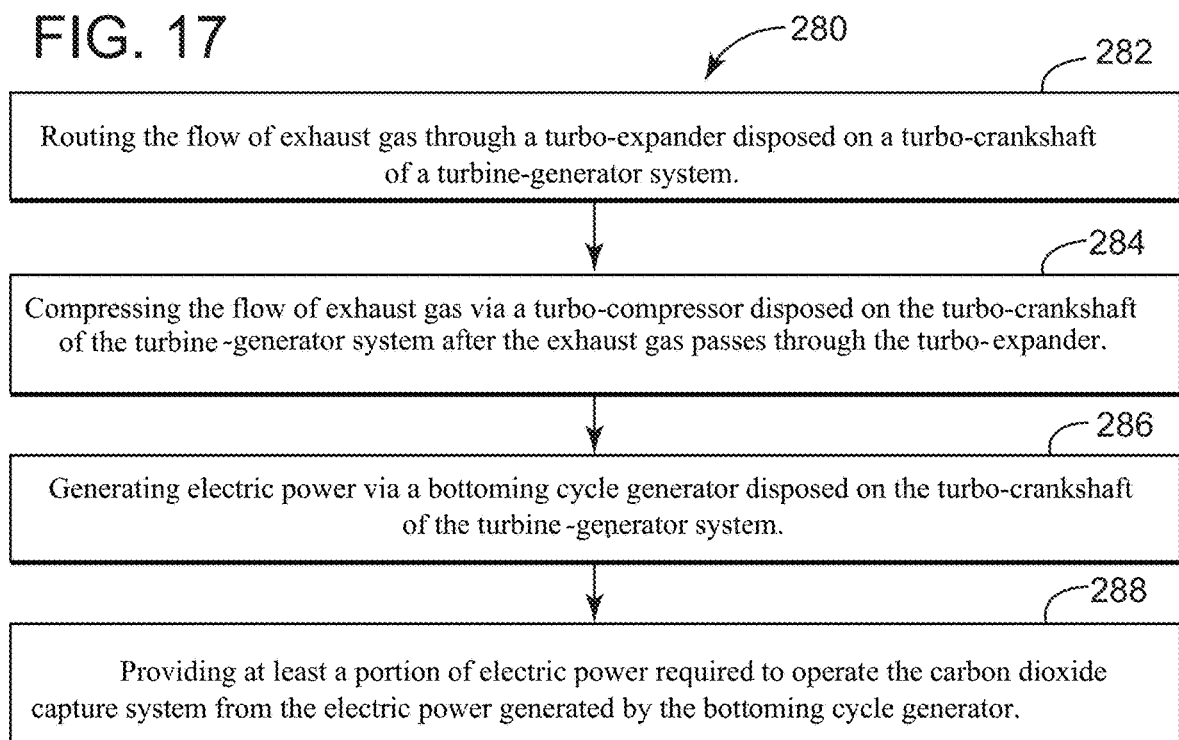 FIG. 17
280
282
Routing the flow of exhaust gas through a turbo-expander disposed on a turbo-crankshaft
of a turbine-generator system.
284
Compressing the flow of exhaust gas via a turbo-compressor disposed on the turbo-crankshaft
of the turbine-generator system after the exhaust gas passes through the turbo-expander.
286
Generating electric power via a bottoming cycle generator disposed on the turbo-crankshaft
of the turbine-generator system.
288
Providing at least a portion of electric power required to operate the carbon dioxide
capture system from the electric power generated by the bottoming cycle generator.